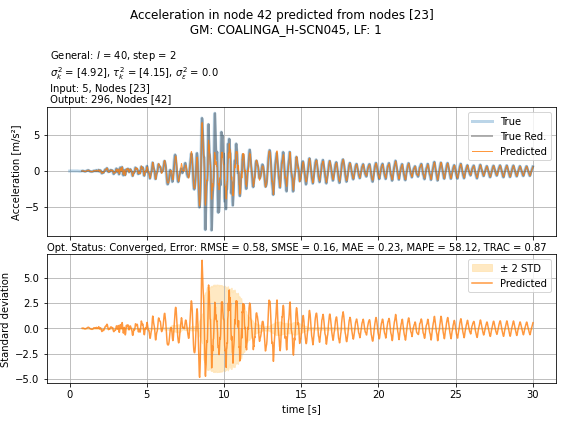 Acceleration in node 42 predicted from nodes [23]
GM: COALINGA_H-SCN045, LF: 1
General: l = 40, step = 2
σ²ₖ = [4.92], τ²ₖ = [4.15], σ²ε = 0.0
Input: 5, Nodes [23]
Output: 296, Nodes [42]
Acceleration [m/s²]
5
0
−5
True
True Red.
Predicted
Opt. Status: Converged, Error: RMSE = 0.58, SMSE = 0.16, MAE = 0.23, MAPE = 58.12, TRAC = 0.87
Standard deviation
5.0
2.5
0.0
−2.5
−5.0
± 2 STD
Predicted
0 5 10 15 20 25 30
time [s]